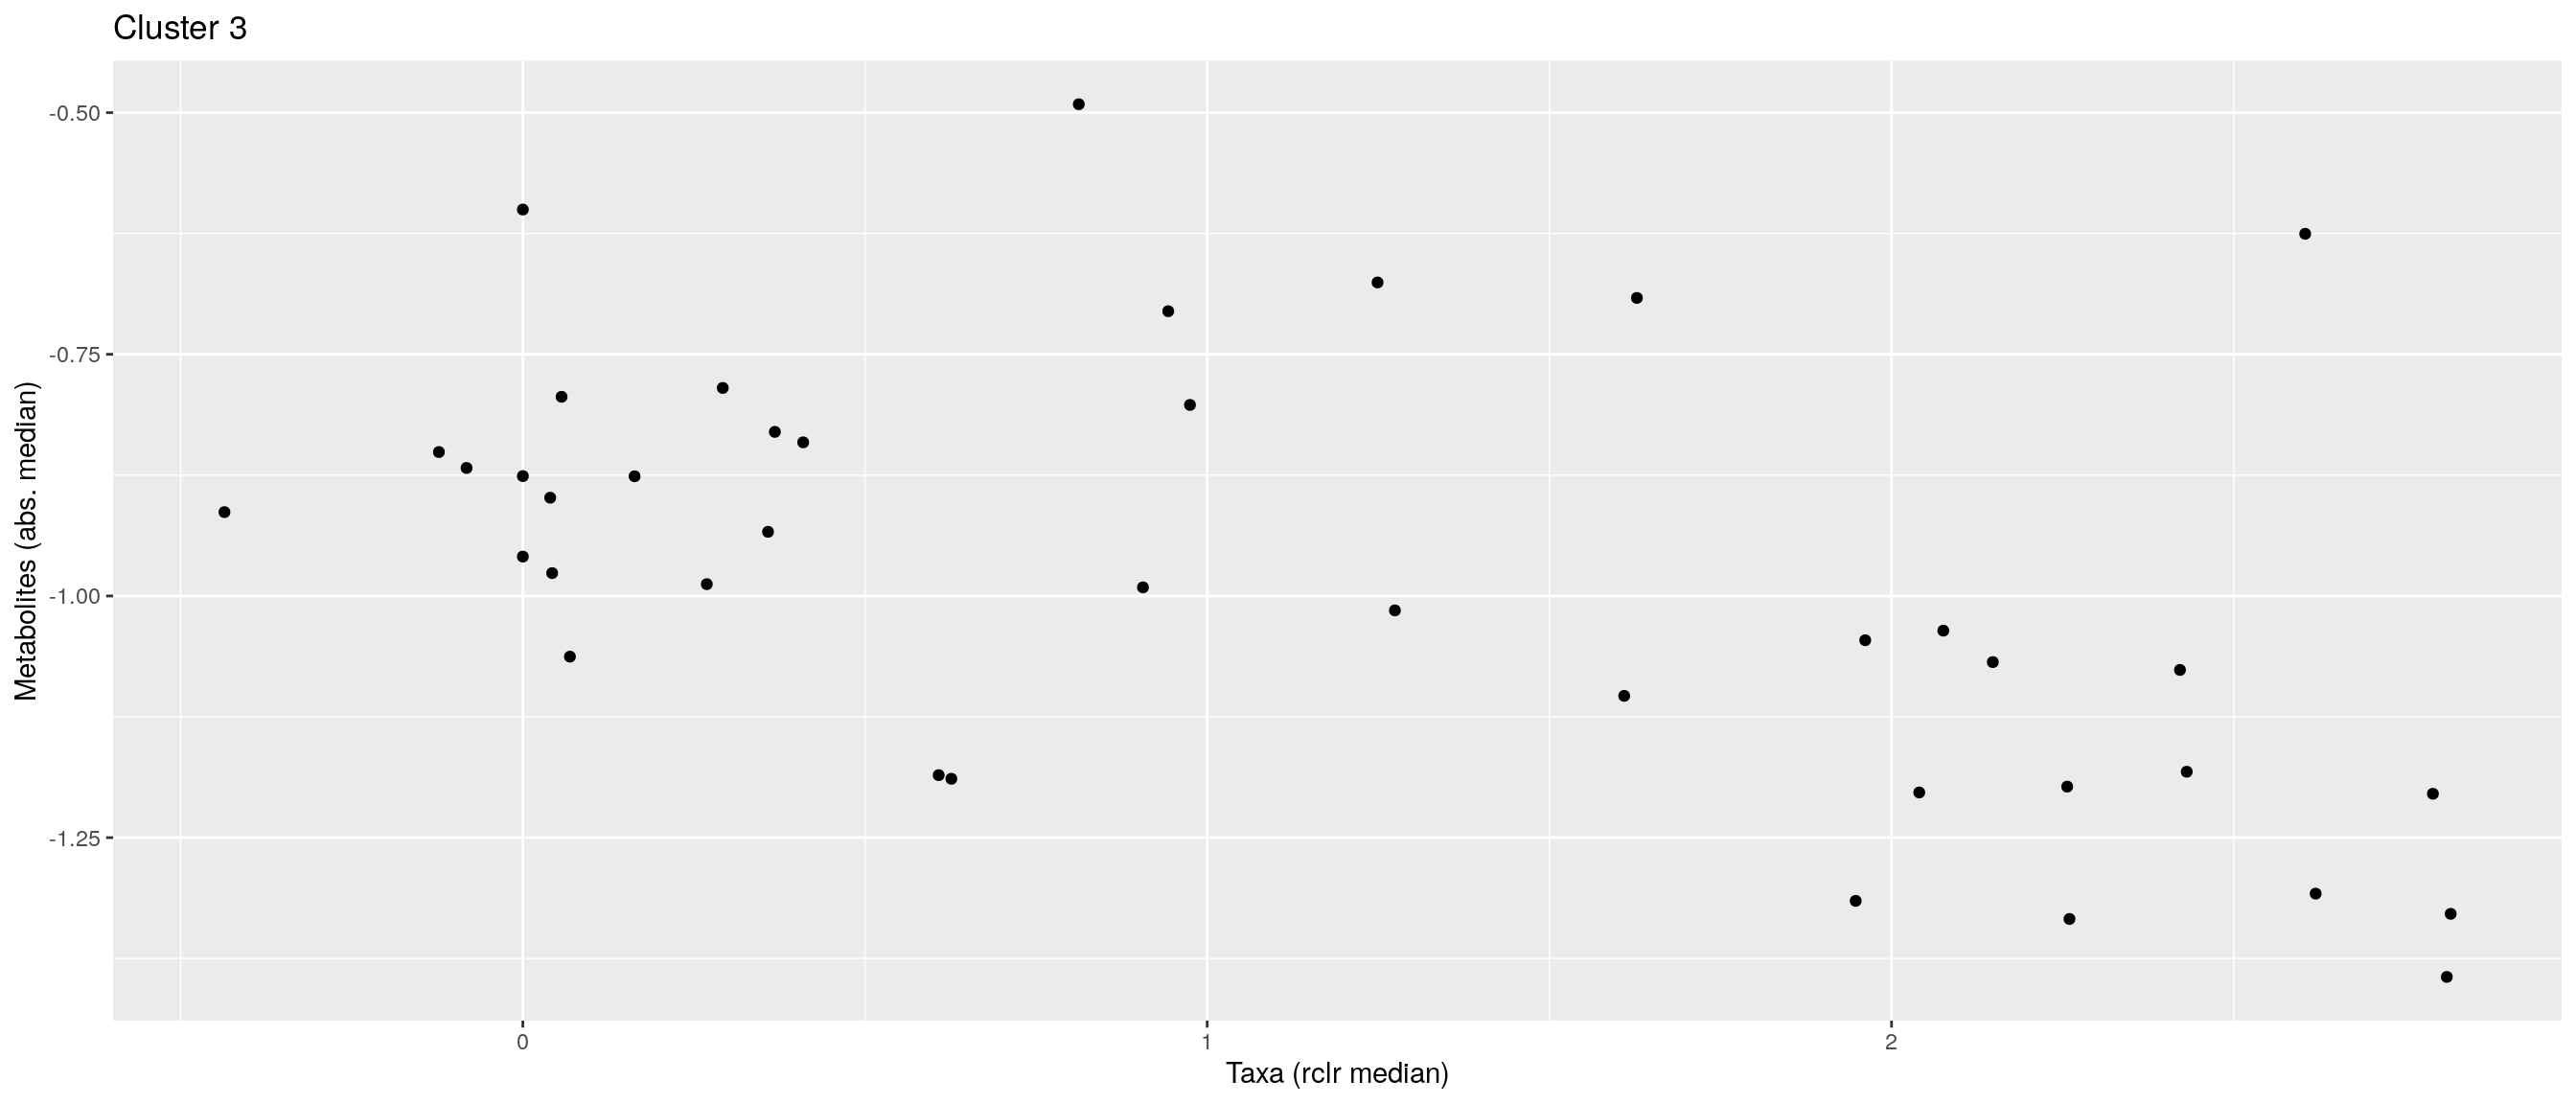 Cluster 3
-0.50
-0.75
-1.00
-1.25
Metabolites (abs. median)
0
1
2
Taxa (rclr median)